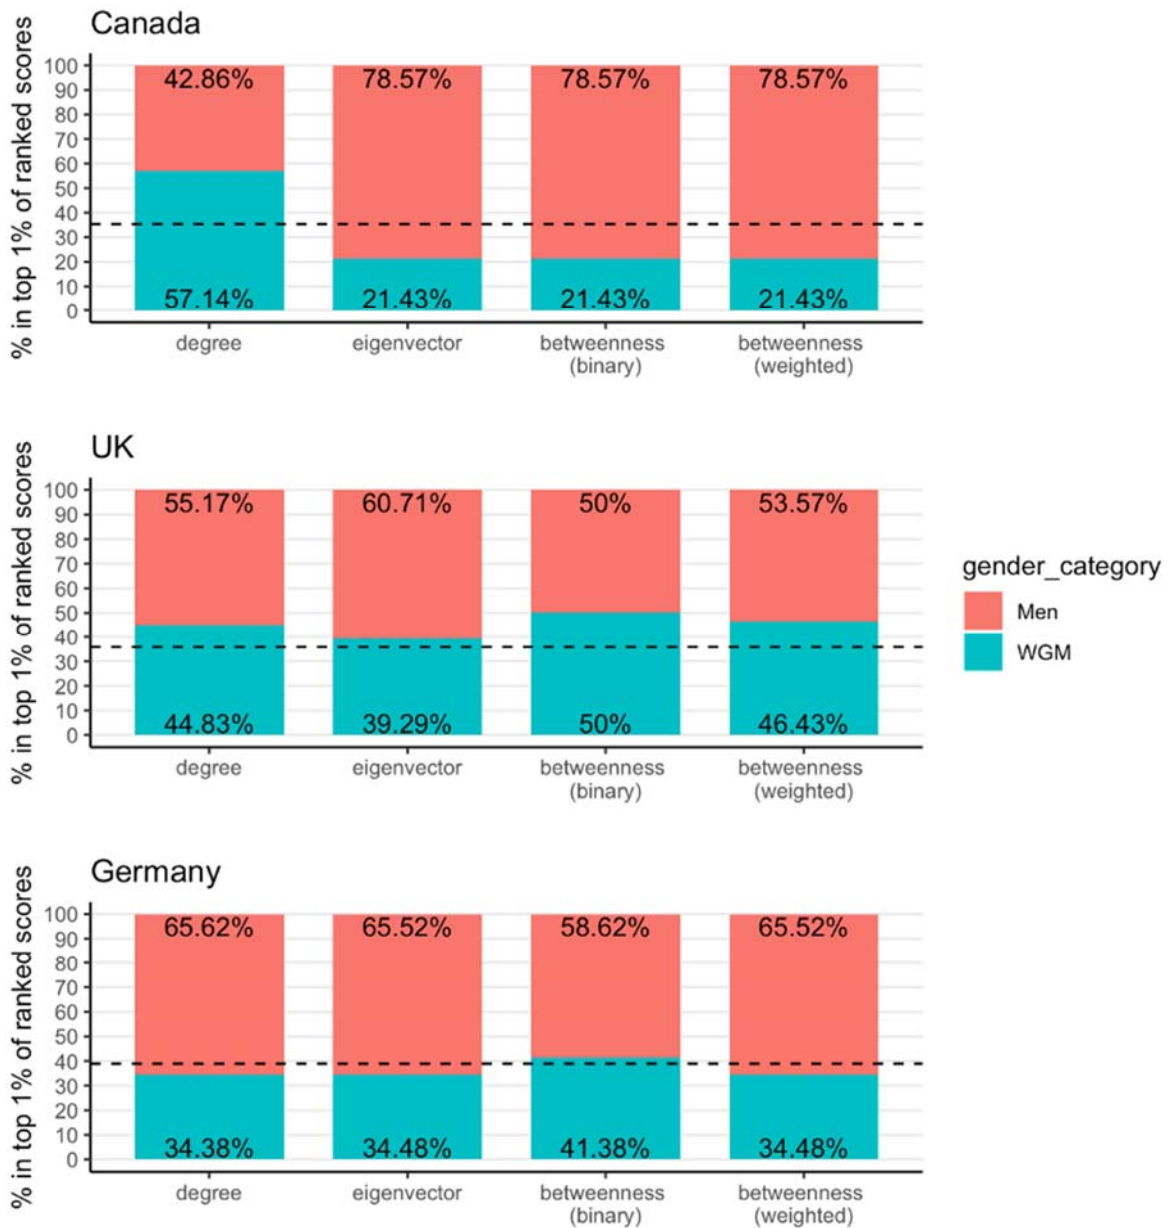 Canada
% in top 1% of ranked scores
100
90
80
70
60
50
40
30
20
10
0
42.86% 78.57% 78.57% 78.57%
57.14% 21.43% 21.43% 21.43%
degree eigenvector betweenness betweenness
(binary) (weighted)
UK
% in top 1% of ranked scores
100
90
80
70
60
50
40
30
20
10
0
55.17% 60.71% 50% 53.57%
44.83% 39.29% 50% 46.43%
degree eigenvector betweenness betweenness
(binary) (weighted)
gender_category
Men
WGM
Germany
% in top 1% of ranked scores
100
90
80
70
60
50
40
30
20
10
0
65.62% 65.52% 58.62% 65.52%
34.38% 34.48% 41.38% 34.48%
degree eigenvector betweenness betweenness
(binary) (weighted)